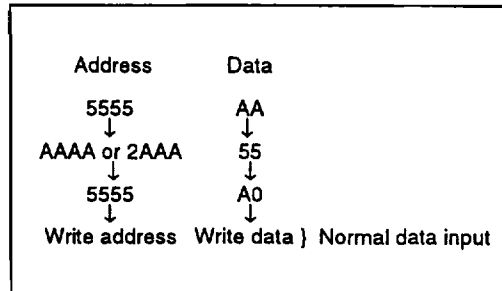 Address Data
5555 AA
↓ ↓
AAAA or 2AAA 55
↓ ↓
5555 A0
↓ ↓
Write address Write data } Normal data input